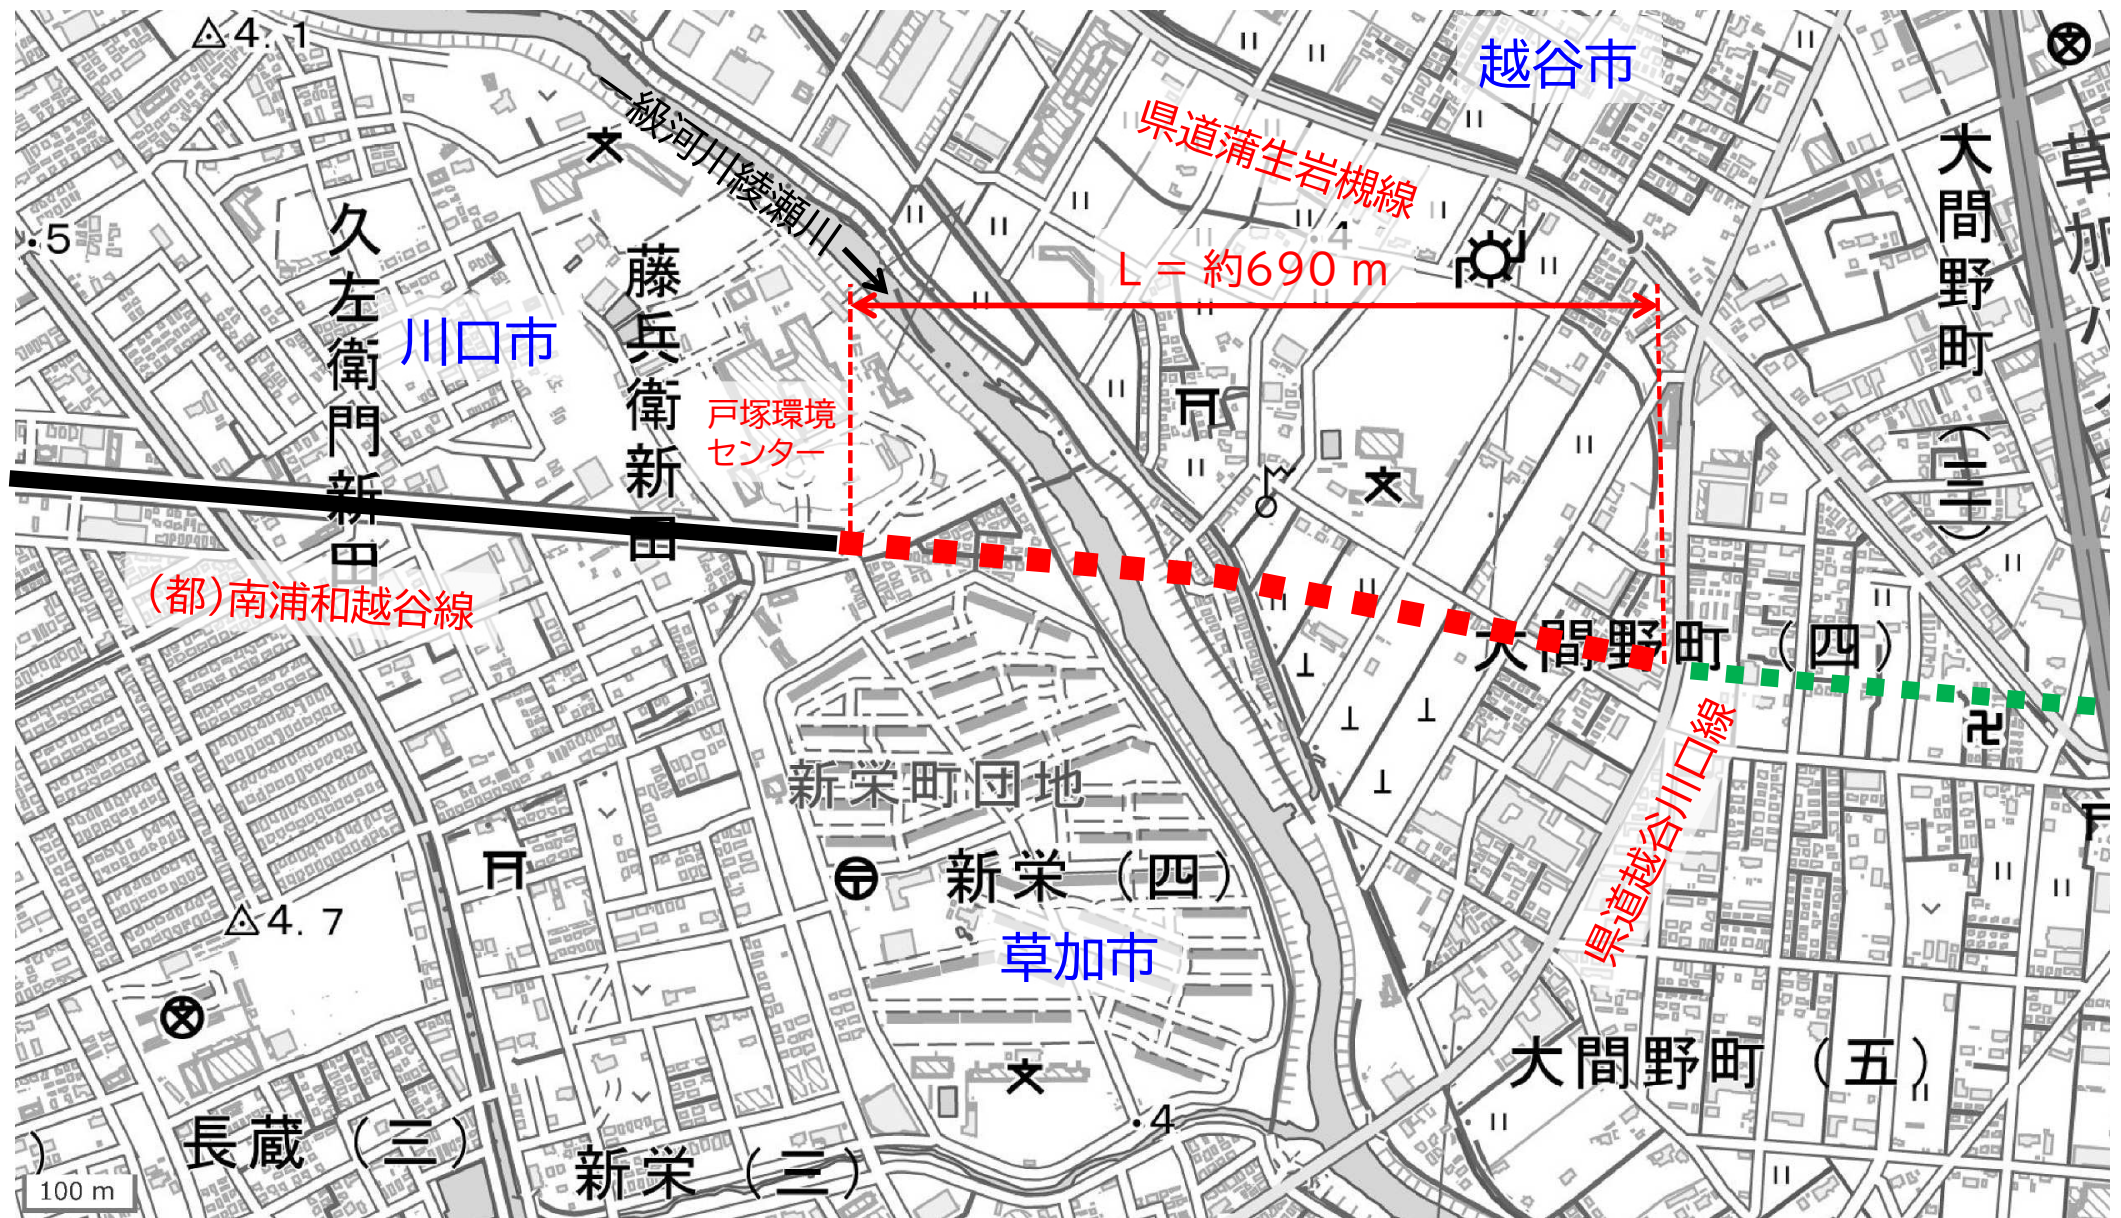 4.1
越谷市
一級河川綾瀬川
県道蒲生岩槻線
大間野町(三)
草加
5
久左衛門新田
藤兵衛新田
4
L = 約690 m
川口市
戸塚環境
センター
(都)南浦和越谷線
大間野町(四)
県道越谷川口線
新栄町団地
新栄(四)
草加市
4.7
大間野町(五)
長蔵(三)
新栄(三)
4
)
100 m